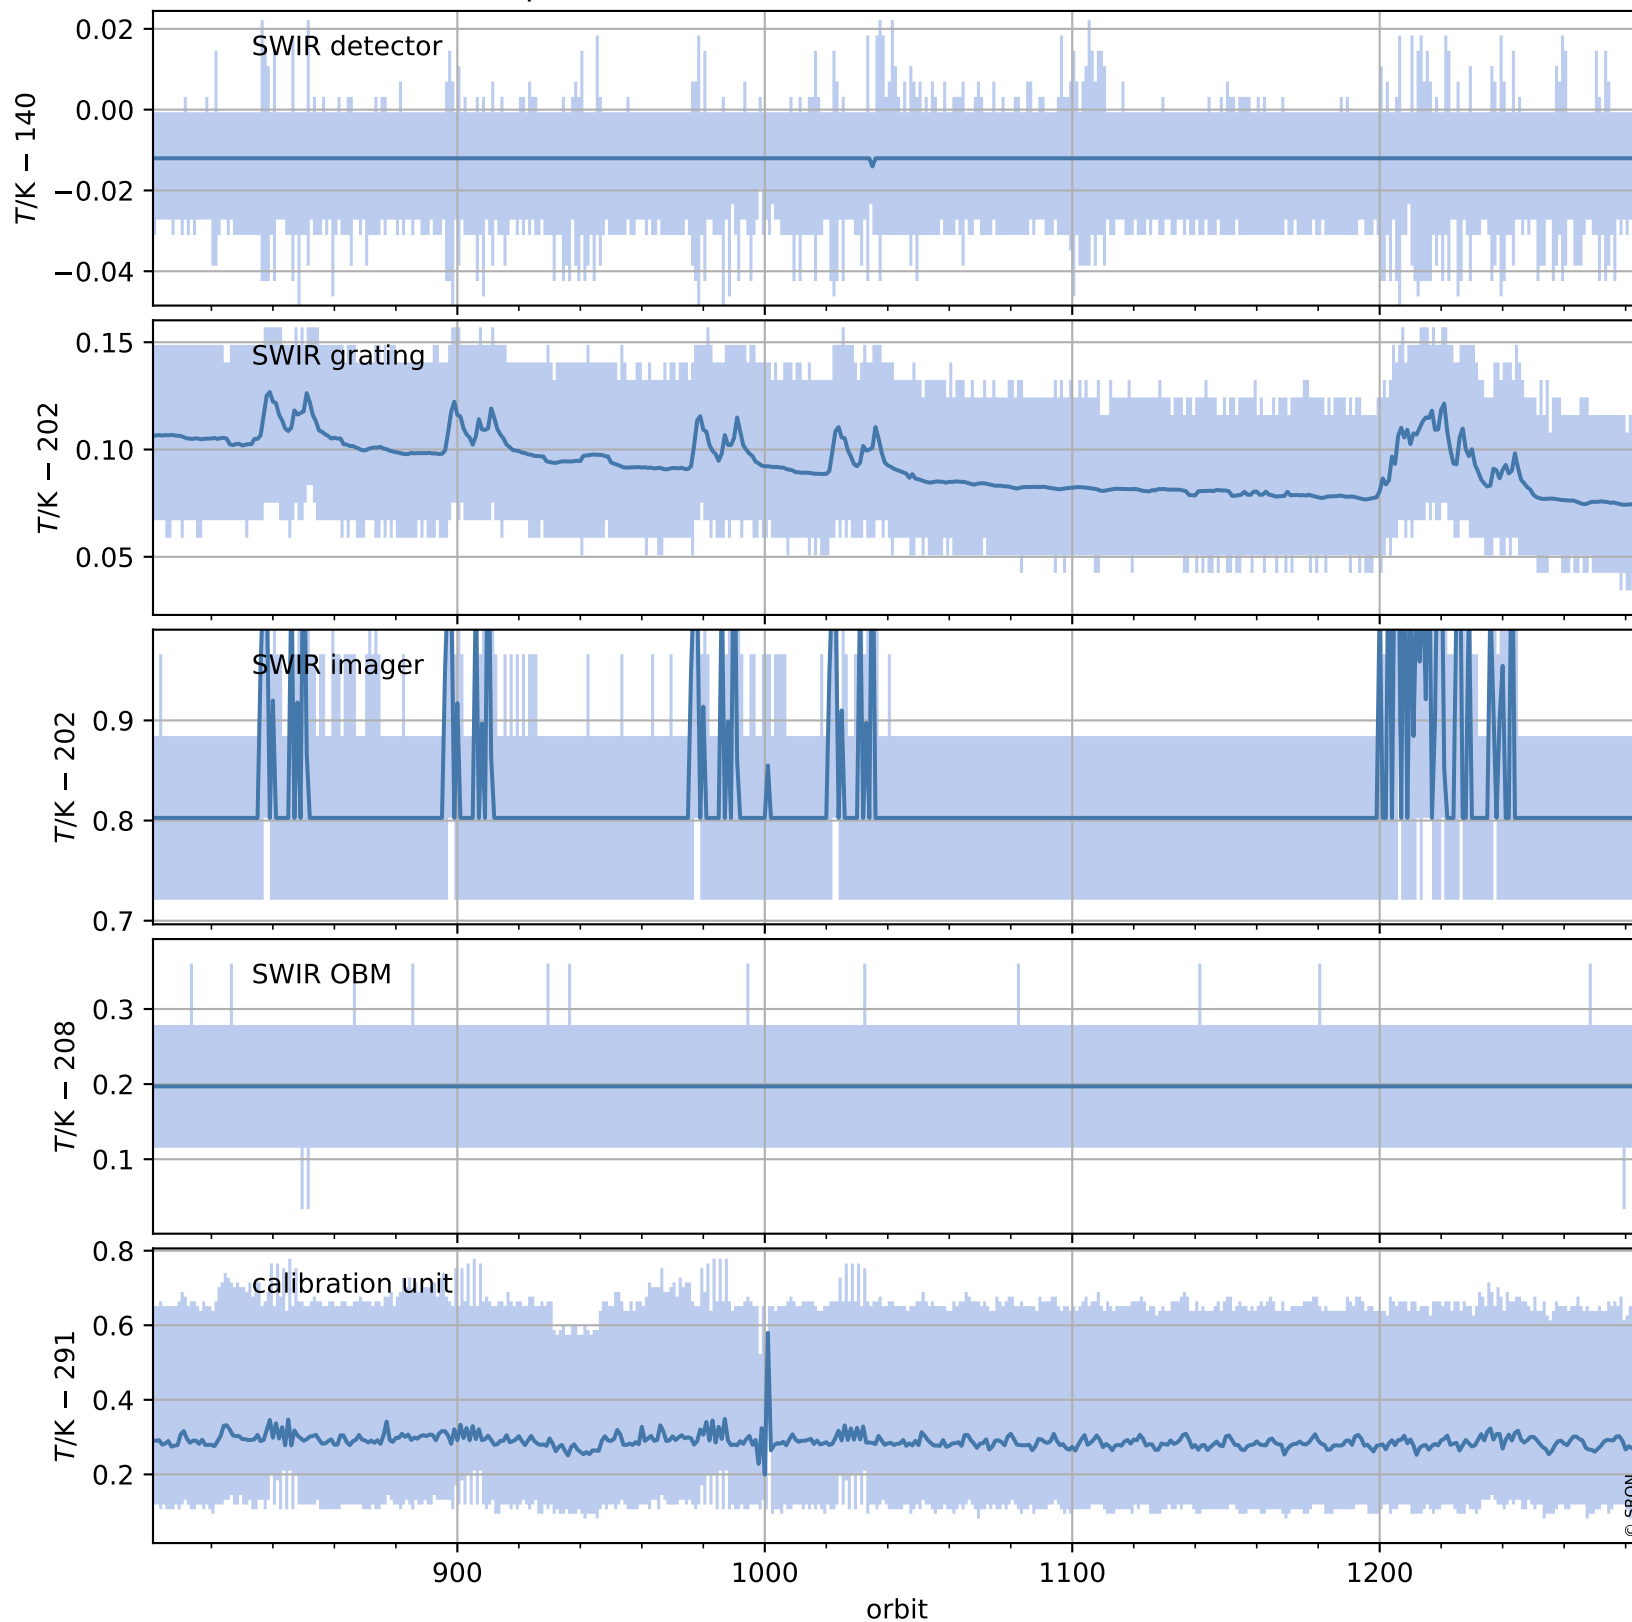 0.02
SWIR detector
0.00
−0.02
−0.04
T/K − 140
0.15
SWIR grating
0.10
0.05
T/K − 202
SWIR imager
0.9
0.8
0.7
T/K − 202
SWIR OBM
0.3
0.2
0.1
T/K − 208
0.8
calibration unit
0.6
0.4
0.2
T/K − 291
© SRON
900 1000 1100 1200
orbit